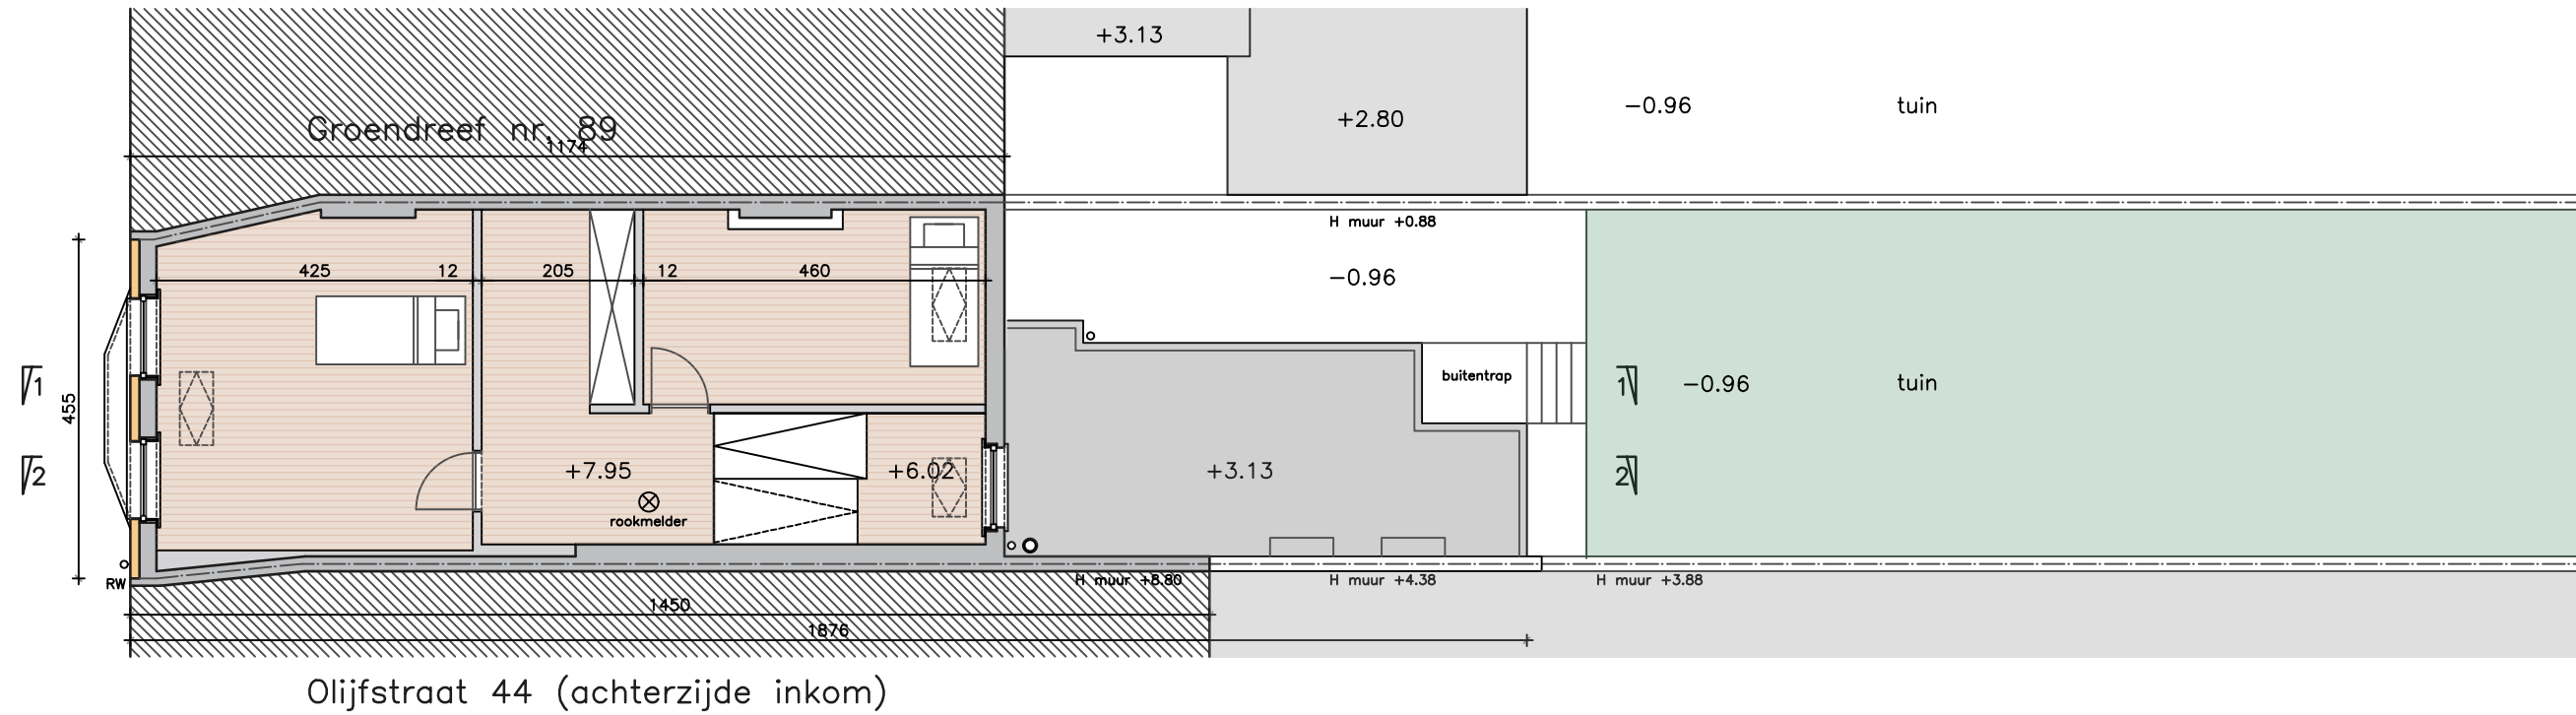 +3.13
+2.80
-0.96
tuin
Groendreef nr. 89
1174
H muur +0.88
-0.96
425
12
205
12
460
buitentrap
1
455
1
-0.96
tuin
2
+7.95
+6.02
+3.13
2
rookmelder
RW
H muur +8.80
H muur +4.38
H muur +3.88
1450
1876
Olijfstraat 44 (achterzijde inkom)